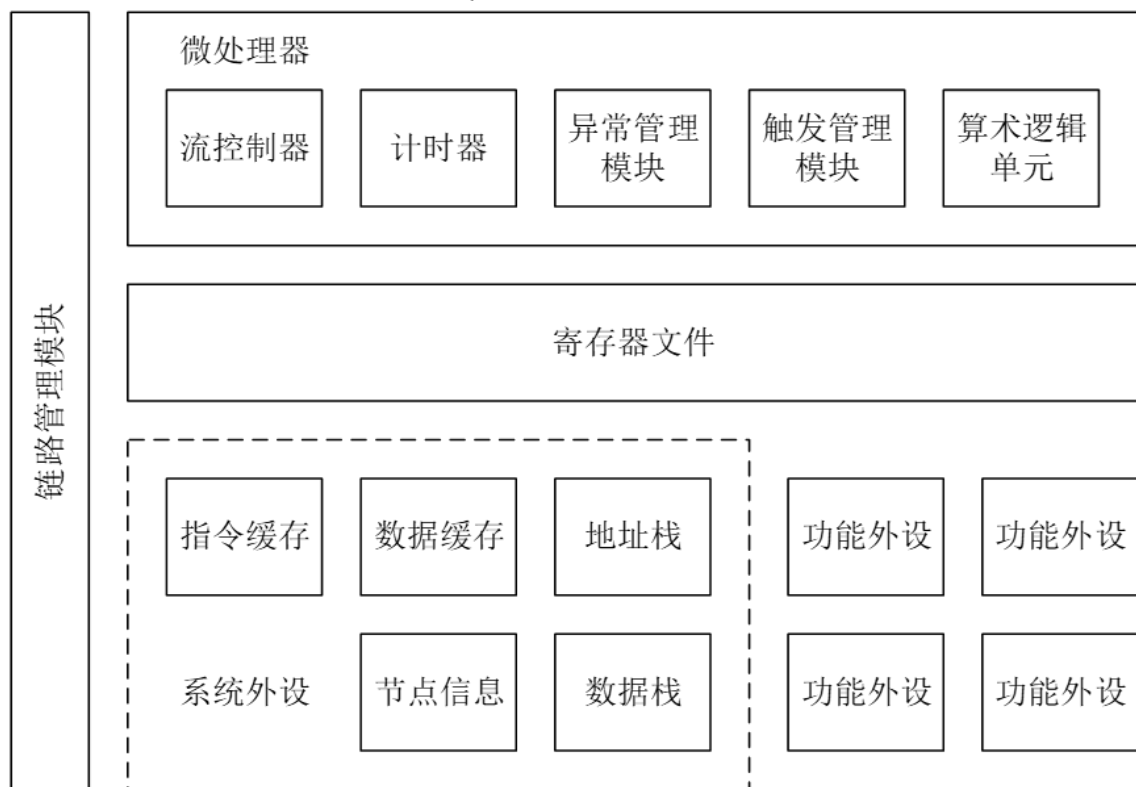 微处理器
流控制器
计时器
异常管理
模块
触发管理
模块
算术逻辑
单元
链路管理模块
寄存器文件
指令缓存
数据缓存
地址栈
功能外设
功能外设
系统外设
节点信息
数据栈
功能外设
功能外设